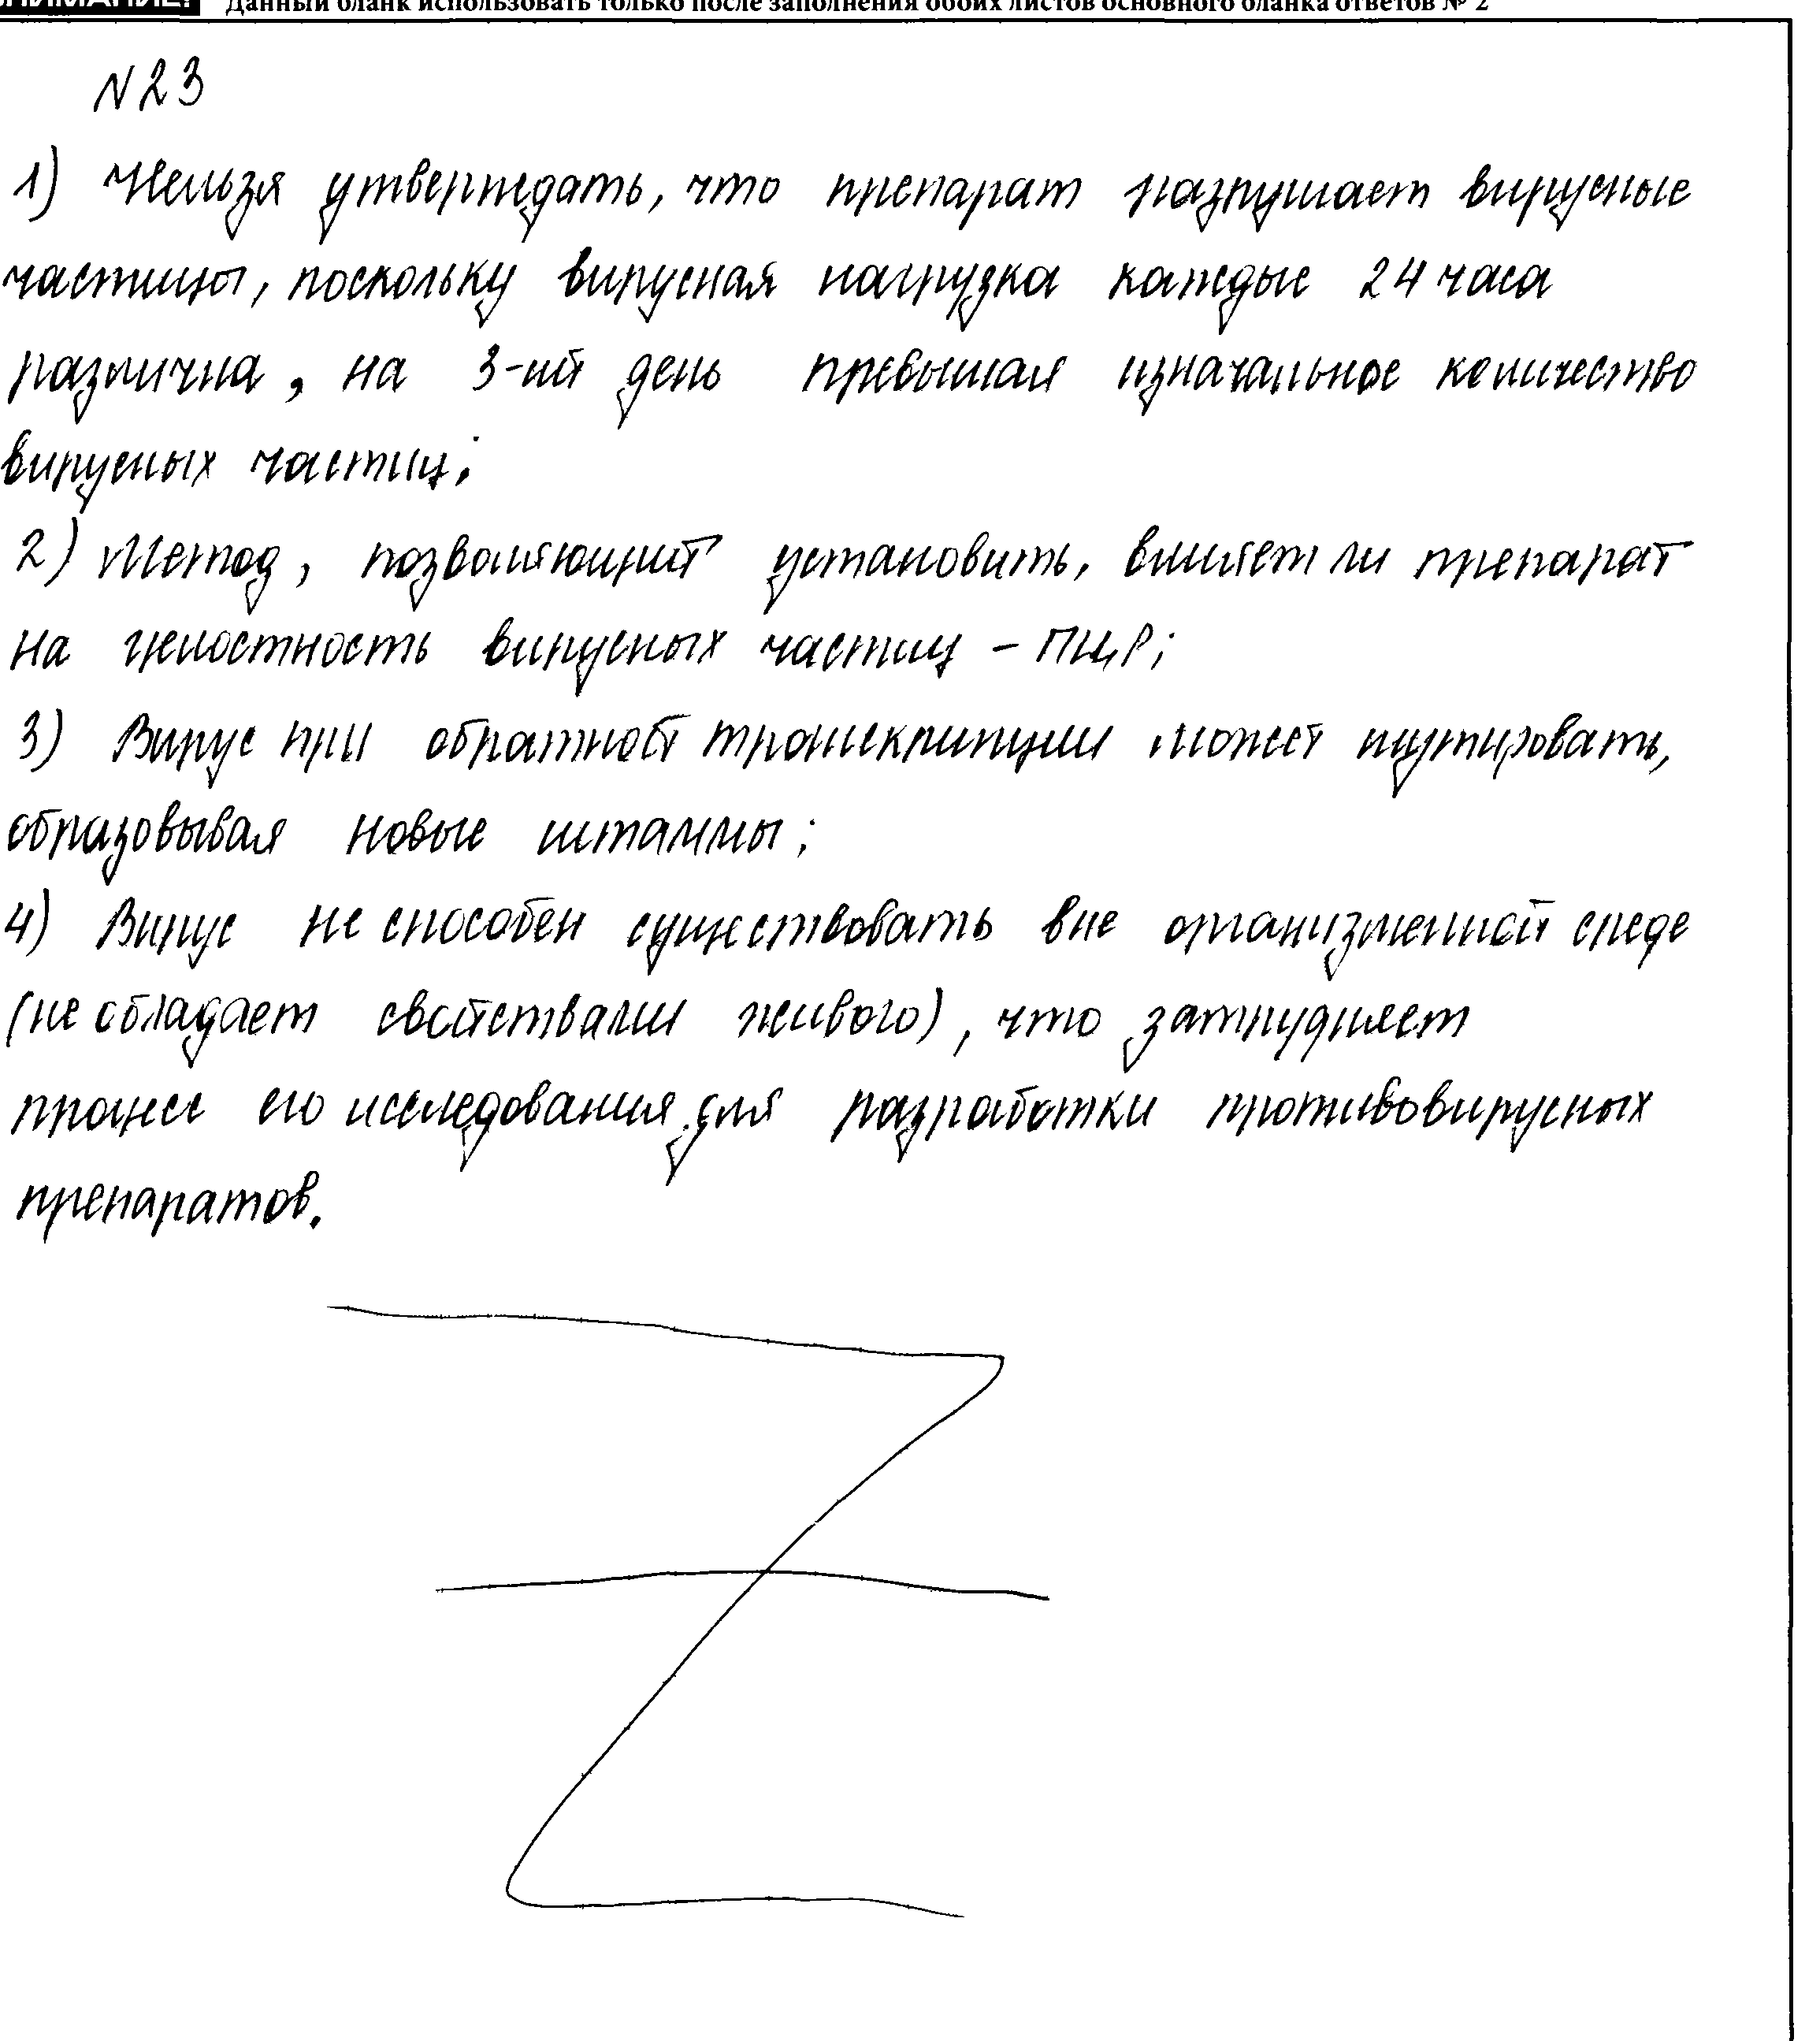 ВНИМАНИЕ! Данный бланк использовать только после заполнения обоих листов основного бланка ответов № 2
N23
1) Нельзя утверждать, что препарат разрушает вирусные
частицы, поскольку вирусная нагрузка каждые 24 часа
различна, на 3-ий день превышая изначальное количество
вирусных частиц;
2) Метод, позволяющий установить, влияет ли препарат
на целостность вирусных частиц – ПЦР;
3) Вирус при обратной транскрипции может мутировать,
образовывая новые штаммы;
4) Вирус не способен существовать вне организменной среде
(не обладает свойствами живого), что затрудняет
процесс его исследования для разработки противовирусных
препаратов.